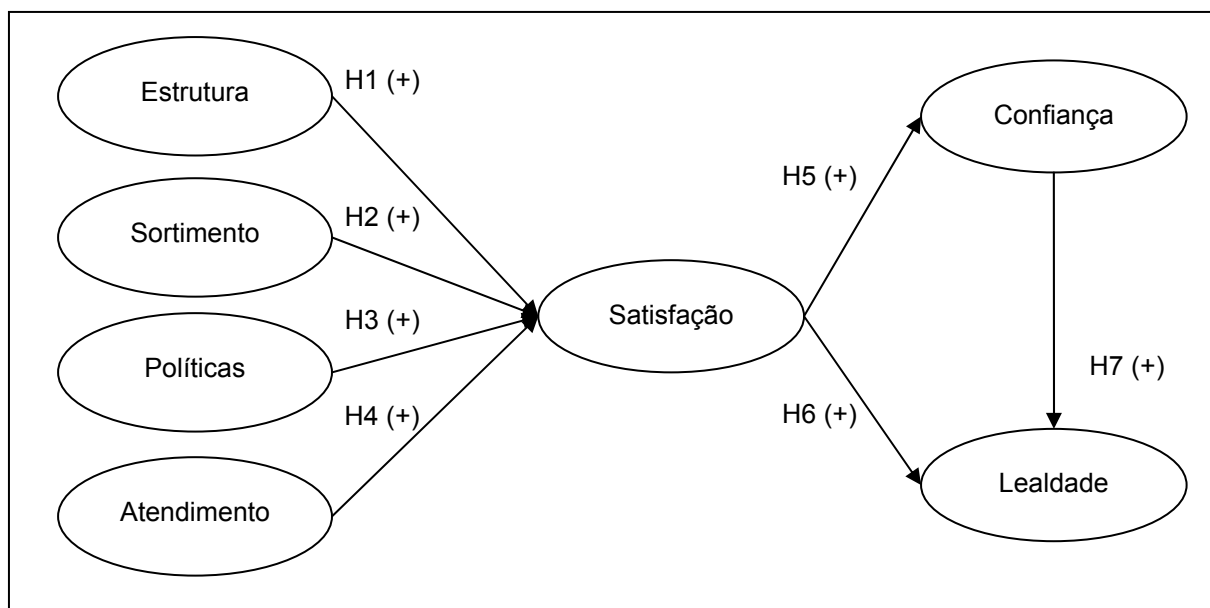 Estrutura
H1 (+)
Sortimento
H2 (+)
Políticas
H3 (+)
Atendimento
H4 (+)
Satisfação
H5 (+)
H6 (+)
Confiança
H7 (+)
Lealdade